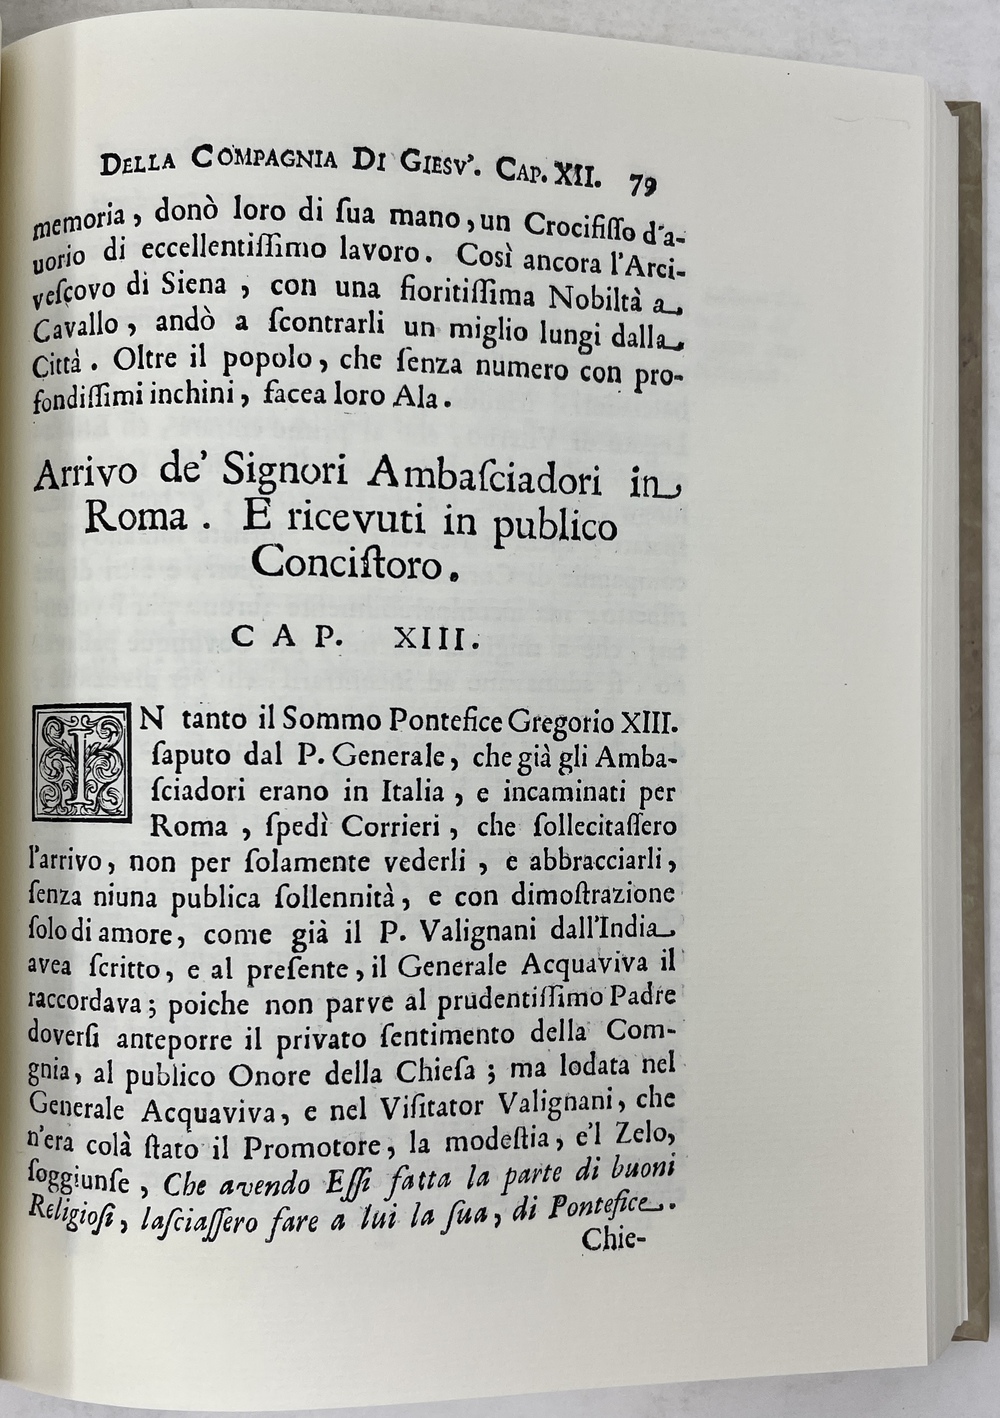 DELLA COMPAGNIA DI GIESV'. CAP. XII. 79
memoria, donò loro di ſua mano, un Crocifiſſo d'a-
uorio di eccellentiſſimo lavoro. Così ancora l'Arci-
veſcovo di Siena, con una fioritiſſima Nobiltà a
Cavallo, andò a ſcontrarli un miglio lungi dalla
Città. Oltre il popolo, che ſenza numero con pro-
fondiſſimi inchini, facea loro Ala.
Arrivo de' Signori Ambaſciadori in
Roma. E ricevuti in publico
Conciſtoro.
CAP. XIII.
IN tanto il Sommo Pontefice Gregorio XIII.
ſaputo dal P. Generale, che già gli Amba-
ſciadori erano in Italia, e incaminati per
Roma, ſpedì Corrieri, che ſollecitaſſero
l'arrivo, non per ſolamente vederli, e abbracciarli,
ſenza niuna publica ſollennità, e con dimoſtrazione
ſolo di amore, come già il P. Valignani dall'India
avea ſcritto, e al preſente, il Generale Acquaviva il
raccordava; poiche non parve al prudentiſſimo Padre
doverſi anteporre il privato ſentimento della Com-
gnia, al publico Onore della Chieſa; ma lodata nel
Generale Acquaviva, e nel Viſitator Valignani, che
n'era colà ſtato il Promotore, la modeſtia, e'l Zelo,
ſoggiunſe, Che avendo Eſſi fatta la parte di buoni
Religioſi, laſciaſſero fare a lui la ſua, di Pontefice.
Chie-